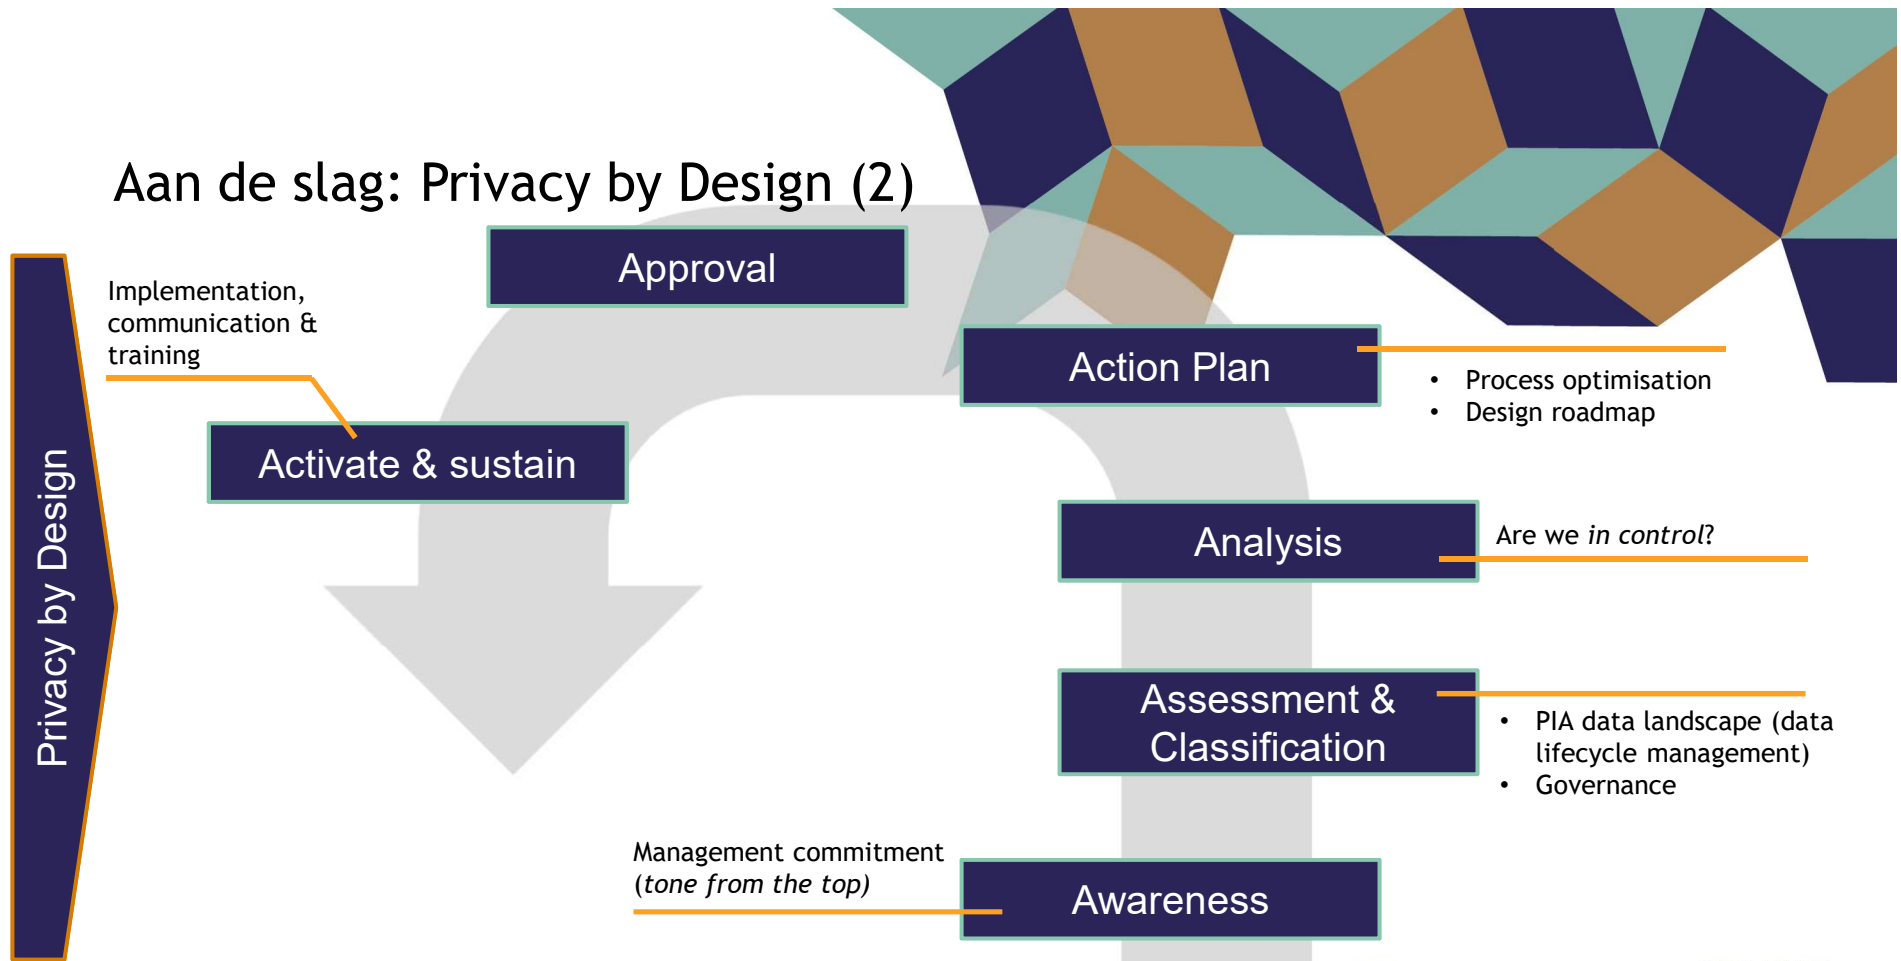 Aan de slag: Privacy by Design (2)
Privacy by Design
Implementation,
communication &
training
Approval
Action Plan
• Process optimisation
• Design roadmap
Activate & sustain
Analysis
Are we in control?
Assessment &
Classification
• PIA data landscape (data
lifecycle management)
• Governance
Management commitment
(tone from the top)
Awareness